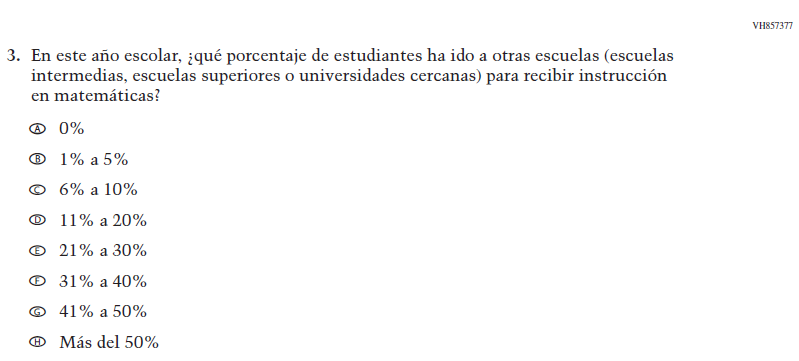 VH857377
3. En este año escolar, ¿qué porcentaje de estudiantes ha ido a otras escuelas (escuelas
intermedias, escuelas superiores o universidades cercanas) para recibir instrucción
en matemáticas?
Ⓐ 0%
Ⓑ 1% a 5%
Ⓒ 6% a 10%
Ⓓ 11% a 20%
Ⓔ 21% a 30%
Ⓕ 31% a 40%
Ⓖ 41% a 50%
Ⓗ Más del 50%